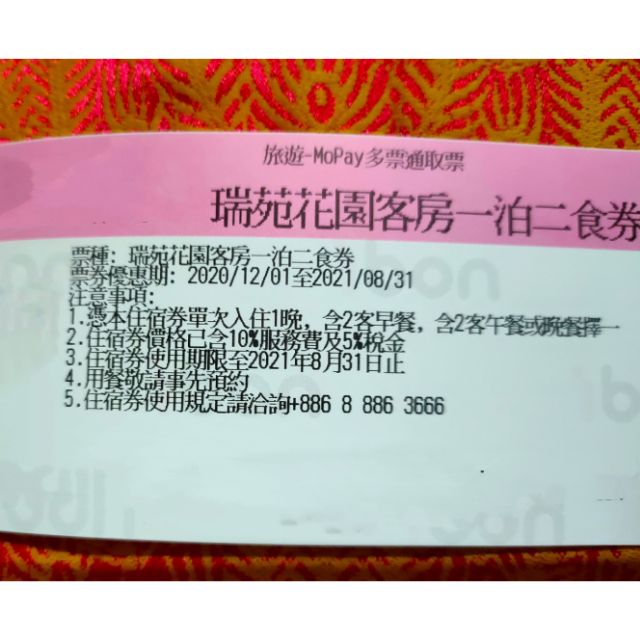 旅遊-MoPay多票通取票
瑞苑花園客房一泊二食券
票種: 瑞苑花園客房一泊二食券
票券優惠期: 2020/12/01至2021/08/31
注意事項:
1.憑本住宿券單次入住1晚，含2客早餐，含2客午餐或晚餐擇一
2.住宿券價格已含10%服務費及5%稅金
3.住宿券使用期限至2021年8月31日止
4.用餐敬請事先預約
5.住宿券使用規定請洽詢+886 8 886 3666